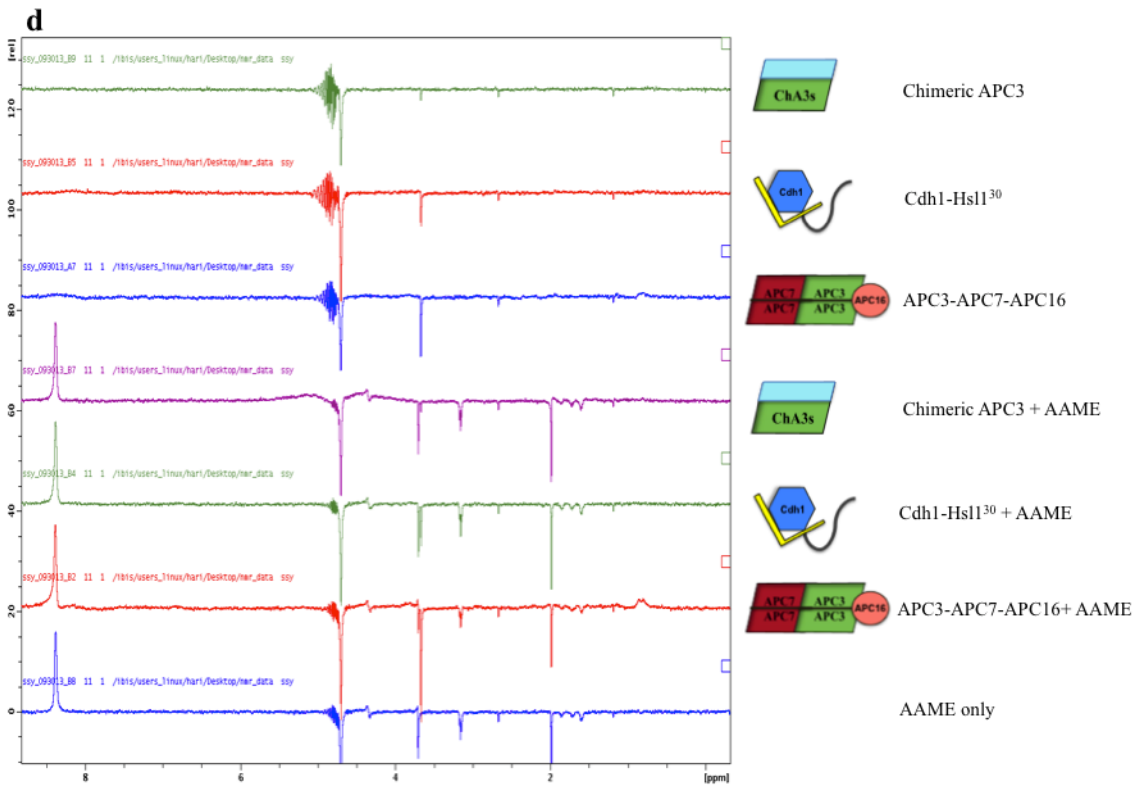 d
[rel]
ssy_093013_B9 11 1 /ibis/users_linux/hari/Desktop/nmr_data ssy
ChA3s
Chimeric APC3
120
ssy_093013_B5 11 1 /ibis/users_linux/hari/Desktop/nmr_data ssy
Cdh1
Cdh1-Hsl1³⁰
100
ssy_093013_A7 11 1 /ibis/users_linux/hari/Desktop/nmr_data ssy
APC7 APC3
APC7 APC3
APC16
APC3-APC7-APC16
80
ssy_093013_B7 11 1 /ibis/users_linux/hari/Desktop/nmr_data ssy
ChA3s
Chimeric APC3 + AAME
60
ssy_093013_B4 11 1 /ibis/users_linux/hari/Desktop/nmr_data ssy
Cdh1
Cdh1-Hsl1³⁰ + AAME
40
ssy_093013_B2 11 1 /ibis/users_linux/hari/Desktop/nmr_data ssy
APC7 APC3
APC7 APC3
APC16
APC3-APC7-APC16+ AAME
20
ssy_093013_B8 11 1 /ibis/users_linux/hari/Desktop/nmr_data ssy
AAME only
0
8 6 4 2 [ppm]